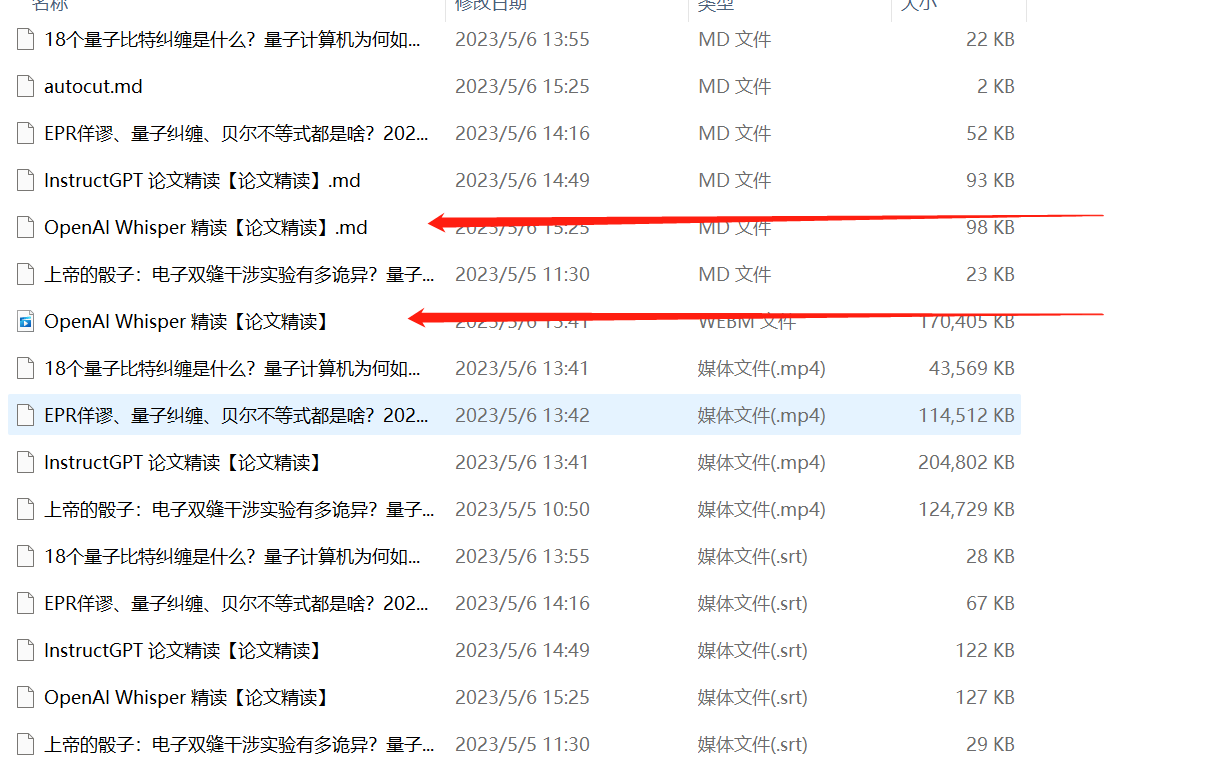 名称 修改日期 类型 大小
18个量子比特纠缠是什么？量子计算机为何如... 2023/5/6 13:55 MD 文件 22 KB
autocut.md 2023/5/6 15:25 MD 文件 2 KB
EPR佯谬、量子纠缠、贝尔不等式都是啥？202... 2023/5/6 14:16 MD 文件 52 KB
InstructGPT 论文精读【论文精读】.md 2023/5/6 14:49 MD 文件 93 KB
OpenAI Whisper 精读【论文精读】.md 2023/5/6 15:25 MD 文件 98 KB
上帝的骰子：电子双缝干涉实验有多诡异？量子... 2023/5/5 11:30 MD 文件 23 KB
OpenAI Whisper 精读【论文精读】 2023/5/6 13:41 WEBM 文件 170,405 KB
18个量子比特纠缠是什么？量子计算机为何如... 2023/5/6 13:41 媒体文件(.mp4) 43,569 KB
EPR佯谬、量子纠缠、贝尔不等式都是啥？202... 2023/5/6 13:42 媒体文件(.mp4) 114,512 KB
InstructGPT 论文精读【论文精读】 2023/5/6 13:41 媒体文件(.mp4) 204,802 KB
上帝的骰子：电子双缝干涉实验有多诡异？量子... 2023/5/5 10:50 媒体文件(.mp4) 124,729 KB
18个量子比特纠缠是什么？量子计算机为何如... 2023/5/6 13:55 媒体文件(.srt) 28 KB
EPR佯谬、量子纠缠、贝尔不等式都是啥？202... 2023/5/6 14:16 媒体文件(.srt) 67 KB
InstructGPT 论文精读【论文精读】 2023/5/6 14:49 媒体文件(.srt) 122 KB
OpenAI Whisper 精读【论文精读】 2023/5/6 15:25 媒体文件(.srt) 127 KB
上帝的骰子：电子双缝干涉实验有多诡异？量子... 2023/5/5 11:30 媒体文件(.srt) 29 KB